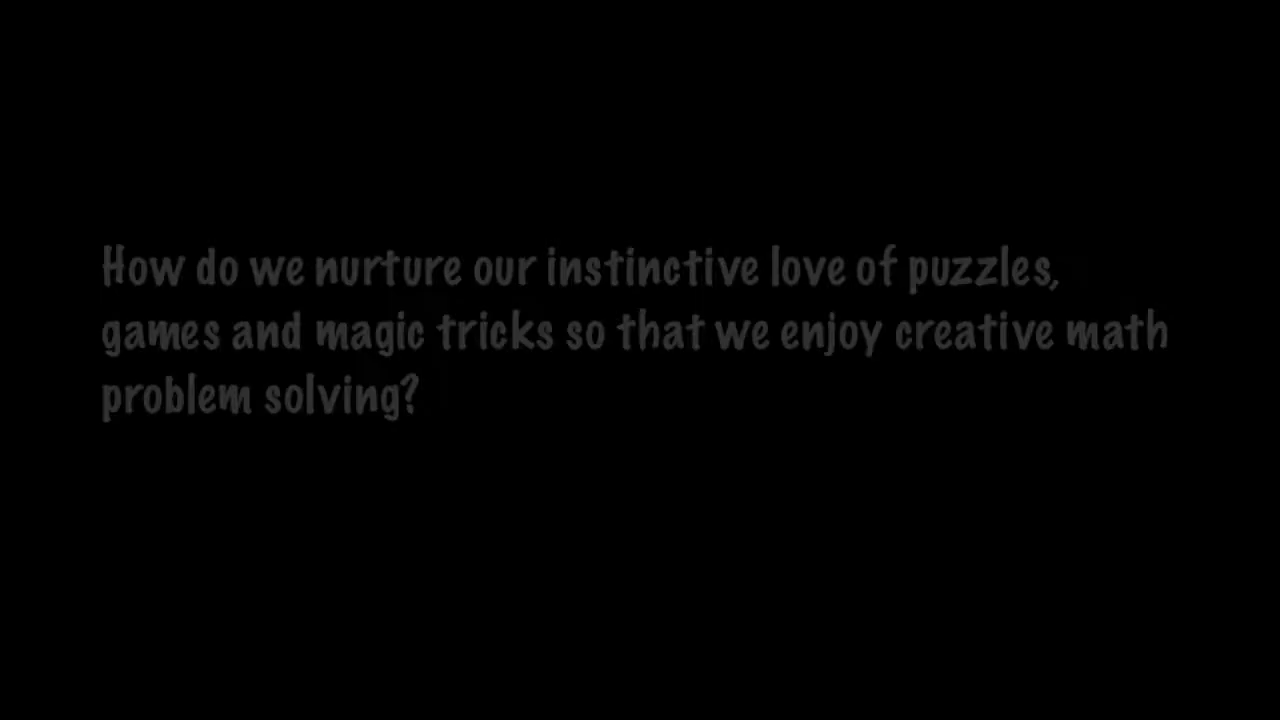 How do we nurture our instinctive love of puzzles,
games and magic tricks so that we enjoy creative math
problem solving?